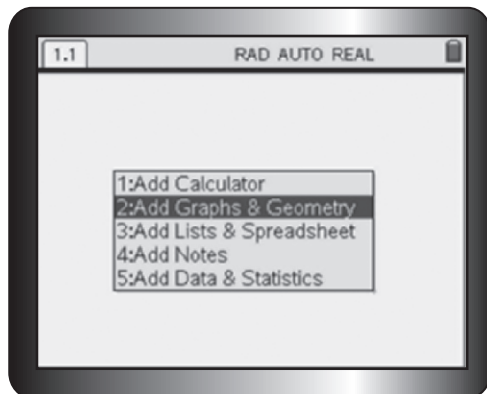 1.1 RAD AUTO REAL
1:Add Calculator
2:Add Graphs & Geometry
3:Add Lists & Spreadsheet
4:Add Notes
5:Add Data & Statistics